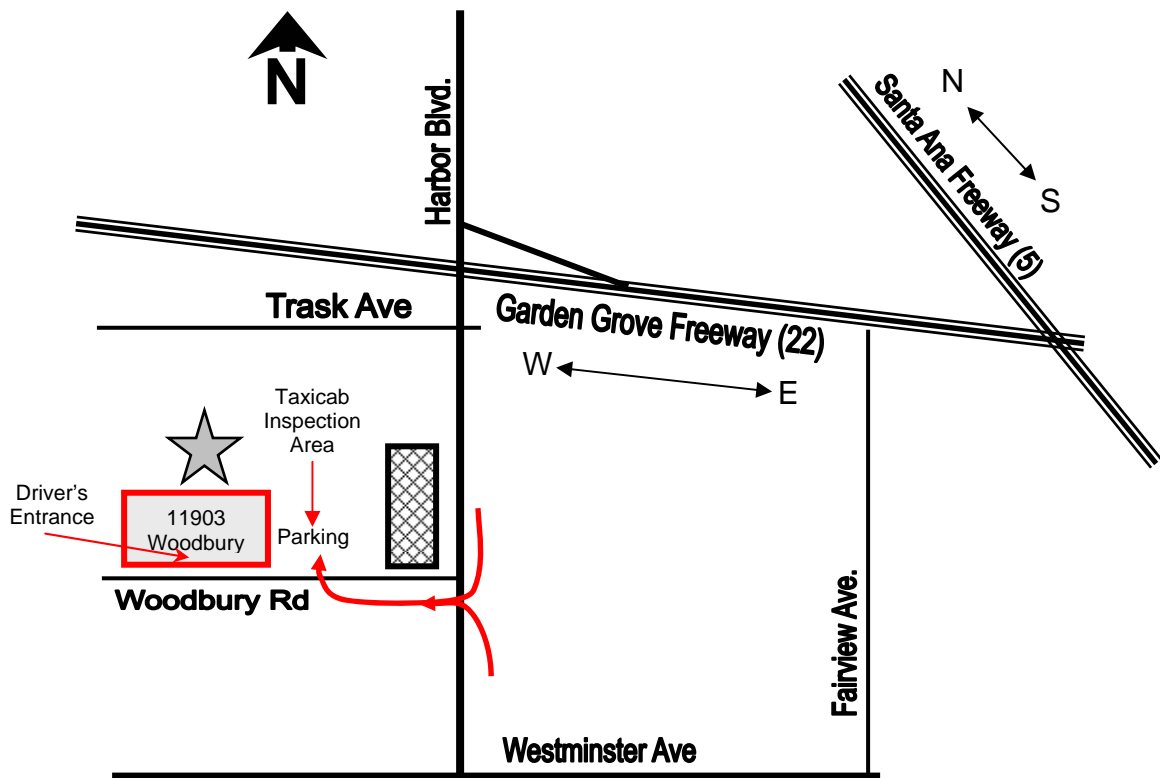 N
Harbor Blvd.
Santa Ana Freeway (5)
N
S
Trask Ave
Garden Grove Freeway (22)
W
E
Taxicab
Inspection
Area
Driver's
Entrance
11903
Woodbury
Parking
Woodbury Rd
Fairview Ave.
Westminster Ave